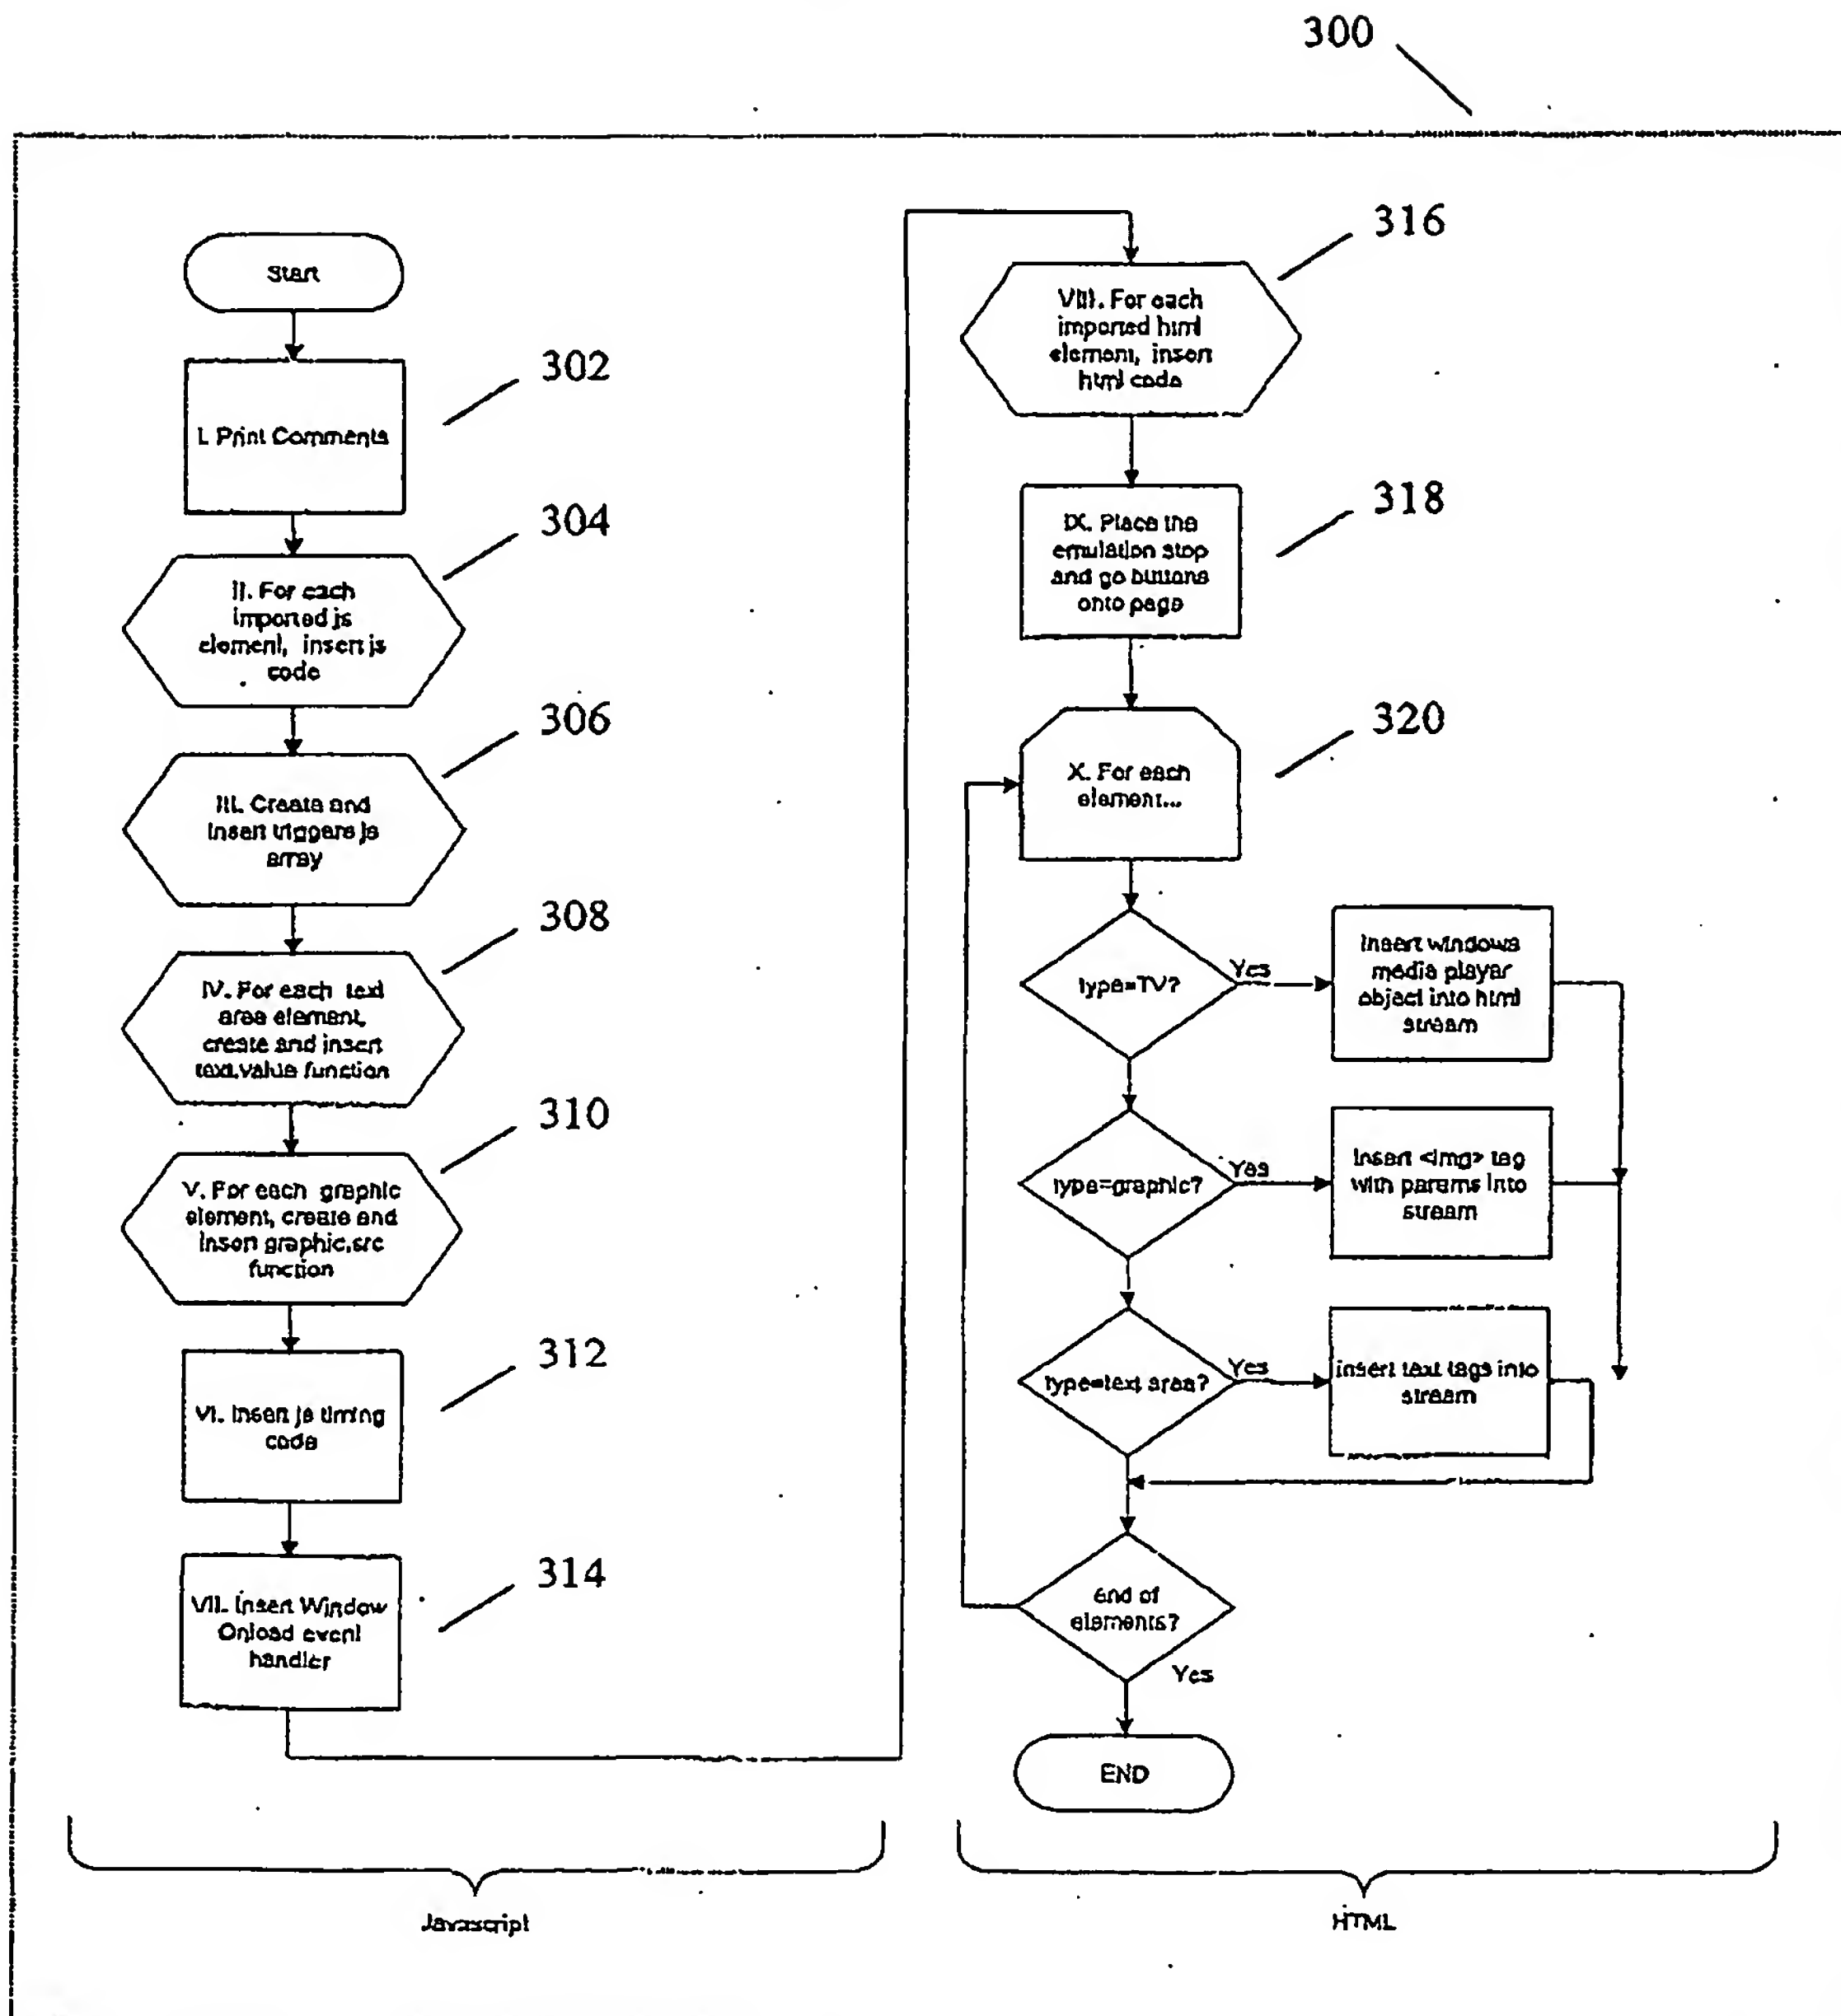 300
Start
302
I. Print Comments
304
II. For each
imported js
element, insert js
code
306
III. Create and
insert triggers js
array
308
IV. For each text
area element,
create and insert
text.value function
310
V. For each graphic
element, create and
insert graphic.src
function
312
VI. Insert js timing
code
314
VII. Insert Window
Onload event
handler
Javascript
316
VIII. For each
imported html
element, insert
html code
318
IX. Place the
emulation stop
and go buttons
onto page
320
X. For each
element...
type=TV?
Yes
Insert windows
media player
object into html
stream
type=graphic?
Yes
Insert <img> tag
with params into
stream
type=text area?
Yes
insert text tags into
stream
end of
elements?
Yes
END
HTML